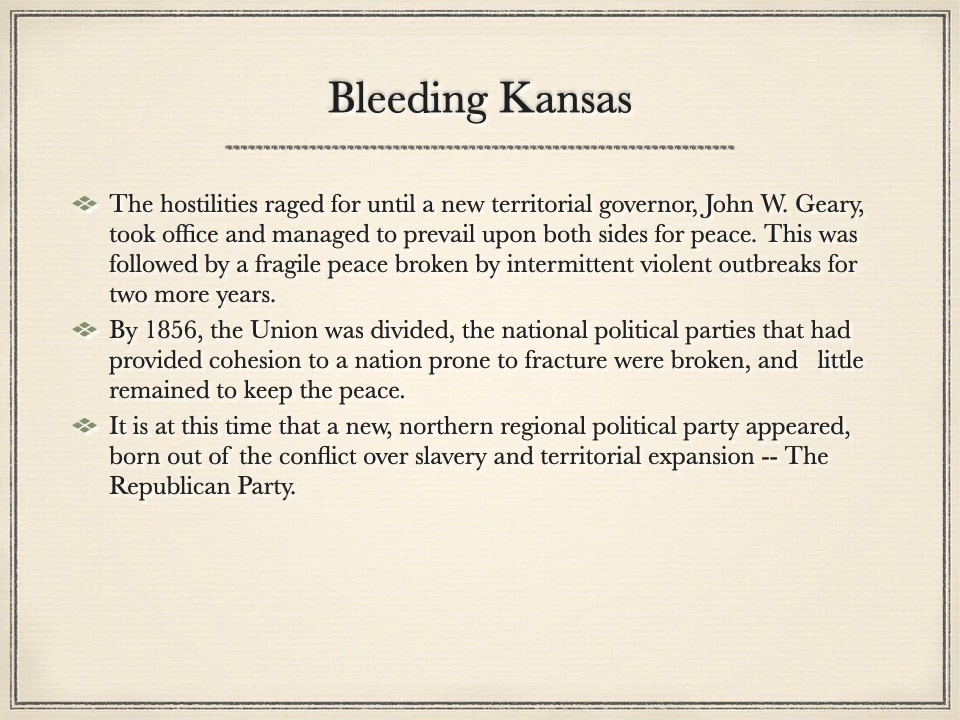 Bleeding Kansas
The hostilities raged for until a new territorial governor, John W. Geary,
took office and managed to prevail upon both sides for peace. This was
followed by a fragile peace broken by intermittent violent outbreaks for
two more years.
By 1856, the Union was divided, the national political parties that had
provided cohesion to a nation prone to fracture were broken, and   little
remained to keep the peace.
It is at this time that a new, northern regional political party appeared,
born out of the conflict over slavery and territorial expansion -- The
Republican Party.